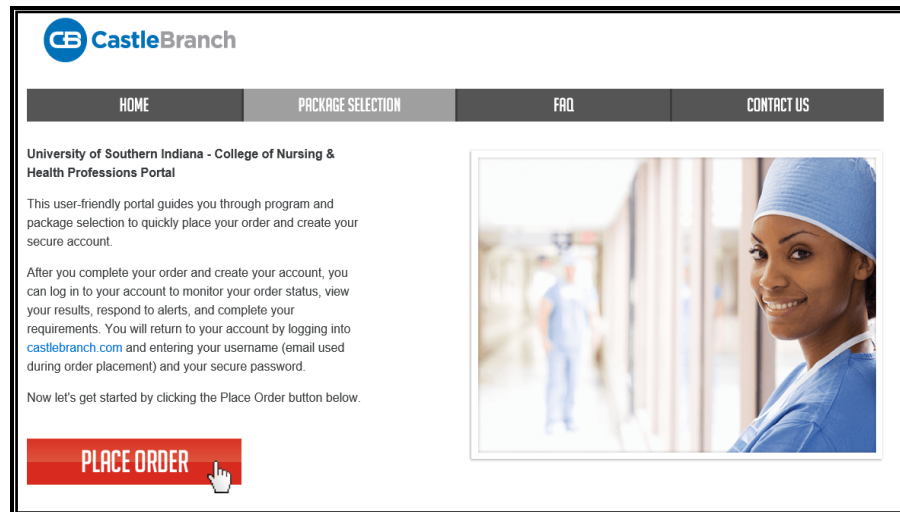 CB CastleBranch
HOME PACKAGE SELECTION FAQ CONTACT US
University of Southern Indiana - College of Nursing &
Health Professions Portal
This user-friendly portal guides you through program and
package selection to quickly place your order and create your
secure account.
After you complete your order and create your account, you
can log in to your account to monitor your order status, view
your results, respond to alerts, and complete your
requirements. You will return to your account by logging into
castlebranch.com and entering your username (email used
during order placement) and your secure password.
Now let's get started by clicking the Place Order button below.
PLACE ORDER